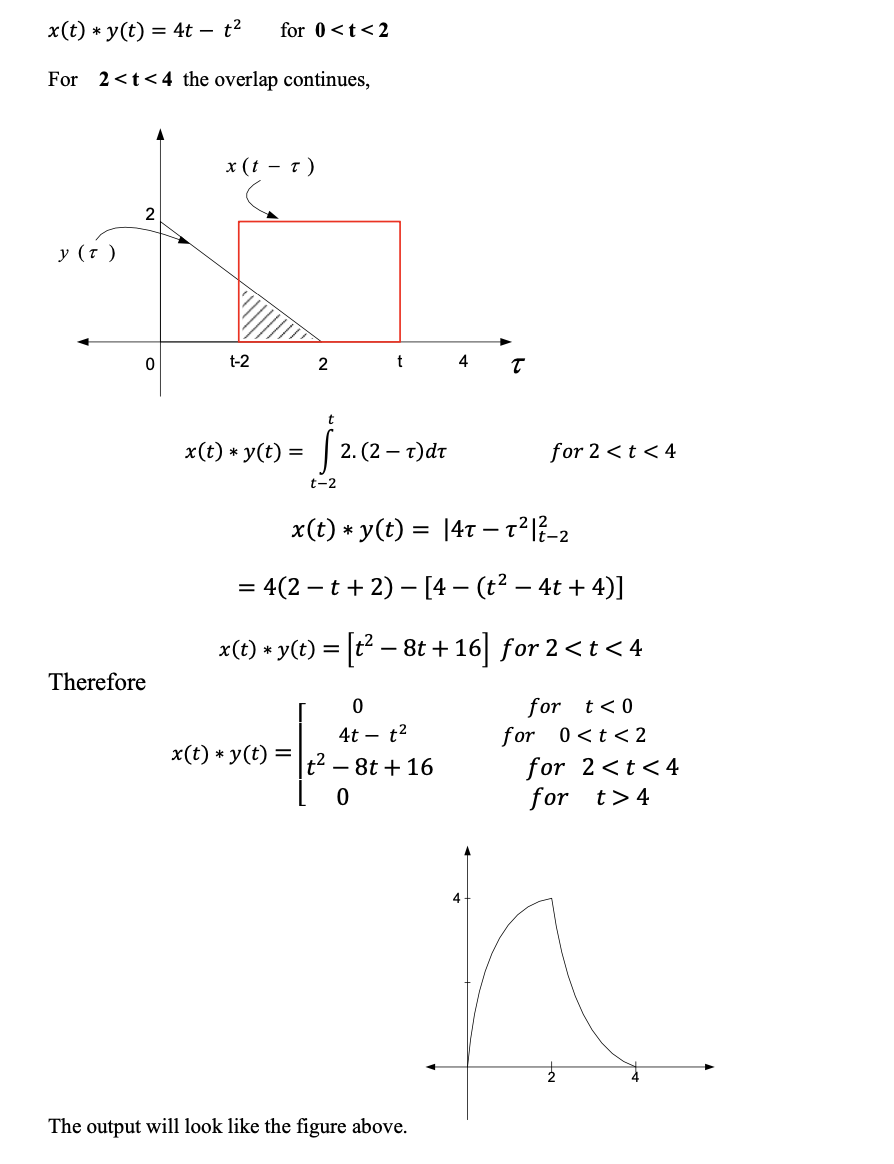 x(t) * y(t) = 4t − t² for 0 < t < 2
For 2 < t < 4 the overlap continues,
x (t − τ )
2
y (τ )
0 t-2 2 t 4 τ
x(t) * y(t) = ∫ₜ₋₂ᵗ 2. (2 − τ)dτ for 2 < t < 4
x(t) * y(t) = |4τ − τ²|²ₜ₋₂
= 4(2 − t + 2) − [4 − (t² − 4t + 4)]
x(t) * y(t) = [t² − 8t + 16] for 2 < t < 4
Therefore
0 for t < 0
4t − t² for 0 < t < 2
x(t) * y(t) = [t² − 8t + 16 for 2 < t < 4
0 for t > 4
4
2 4
The output will look like the figure above.